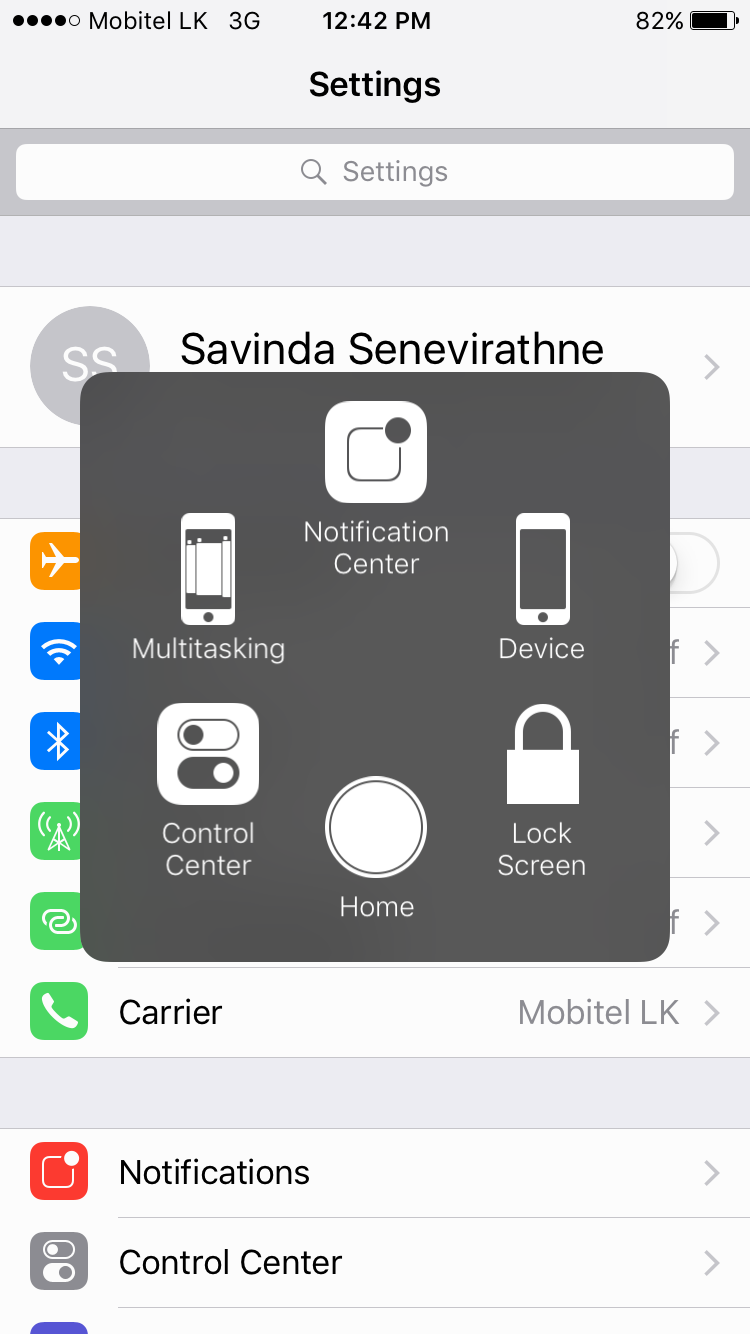 Mobitel LK 3G 12:42 PM 82%
Settings
Settings
Savinda Senevirathne
SS
Notification
Center
Multitasking
Device
Control
Center
Lock
Screen
Home
Carrier Mobitel LK
Notifications
Control Center